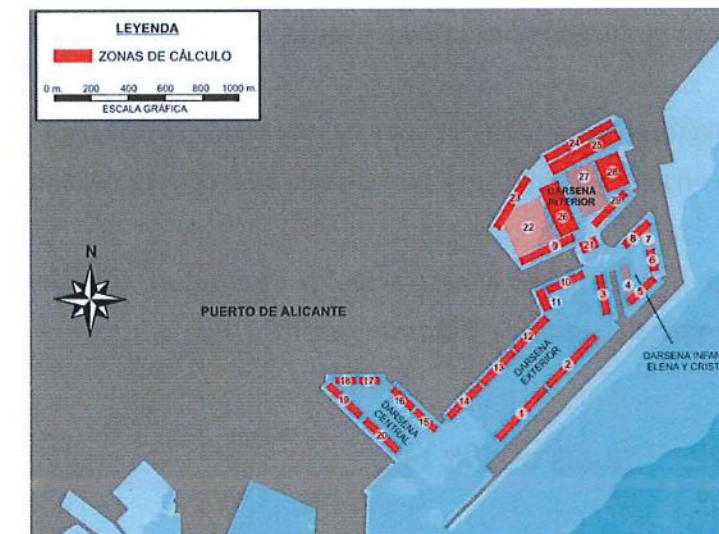 LEYENDA
ZONAS DE CÁLCULO
0 m. 200 400 600 800 1000 m.
ESCALA GRÁFICA
N
PUERTO DE ALICANTE
24
25
27
28
DARSENA
INTERIOR
23
22
26
29
9
21
8
7
6
4
5
3
10
11
12
13
14
DARSENA
EXTERIOR
2
1
DARSENA INFAN
ELENA Y CRIST
18
17
19
16
15
20
DARSENA
CENTRAL